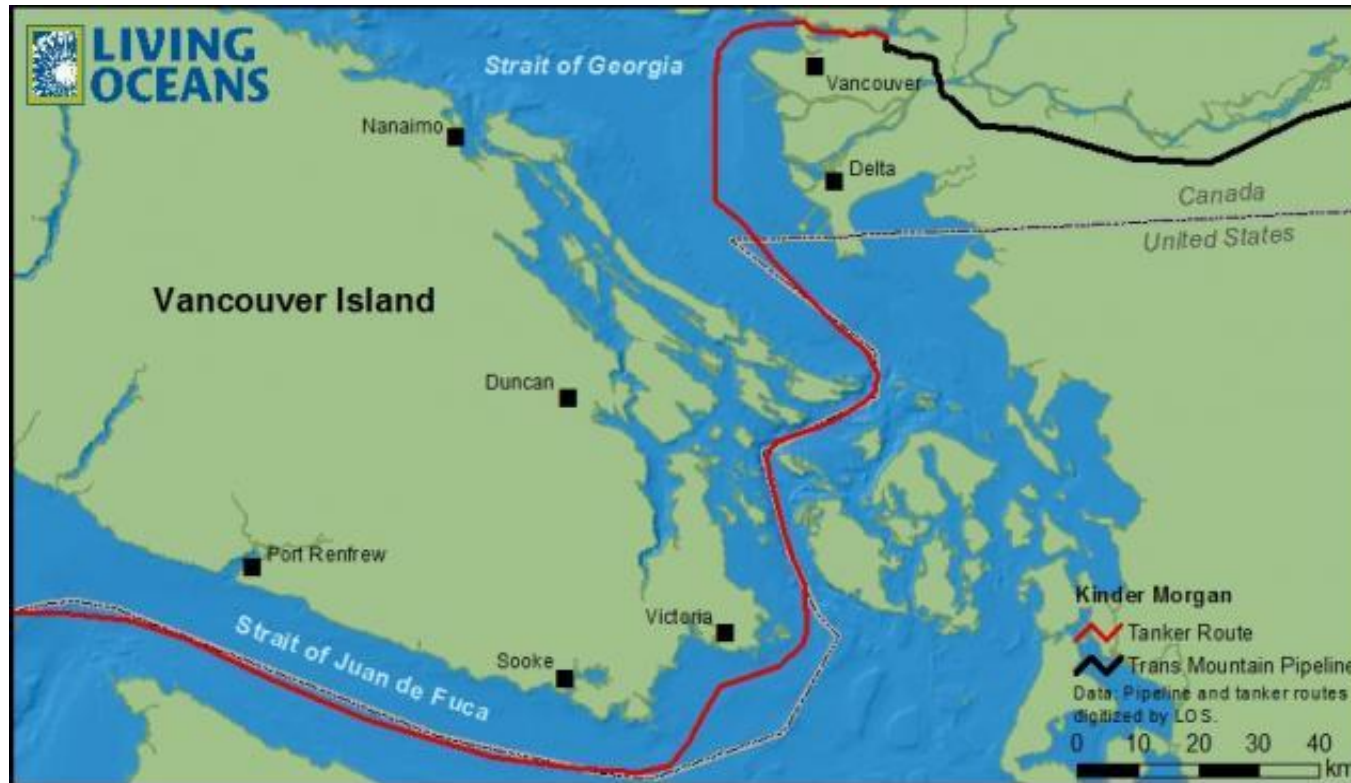 LIVING
OCEANS
Strait of Georgia
Vancouver
Nanaimo
Delta
Canada
United States
Vancouver Island
Duncan
Port Renfrew
Strait of Juan de Fuca
Victoria
Sooke
Kinder Morgan
Tanker Route
Trans Mountain Pipeline
Data: Pipeline and tanker routes
digitized by LOS.
0 10 20 30 40
km